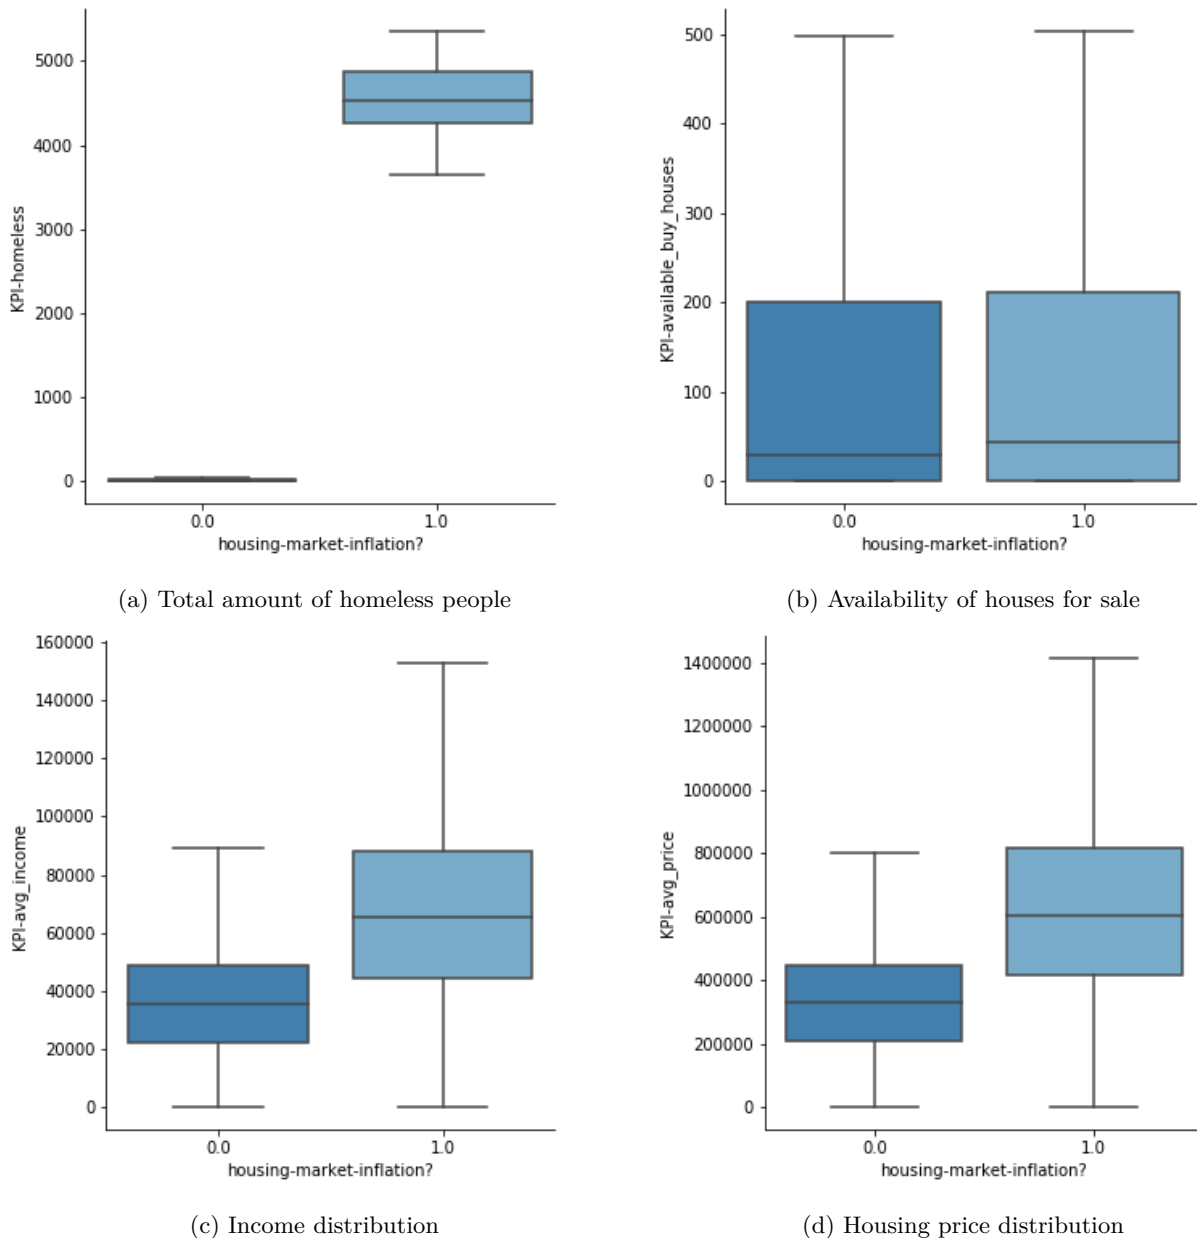 5000
4000
3000
2000
1000
0
KPI-homeless
0.0 1.0
housing-market-inflation?
(a) Total amount of homeless people
500
400
300
200
100
0
KPI-available_buy_houses
0.0 1.0
housing-market-inflation?
(b) Availability of houses for sale
160000
140000
120000
100000
80000
60000
40000
20000
0
KPI-avg_income
0.0 1.0
housing-market-inflation?
(c) Income distribution
1400000
1200000
1000000
800000
600000
400000
200000
0
KPI-avg_price
0.0 1.0
housing-market-inflation?
(d) Housing price distribution